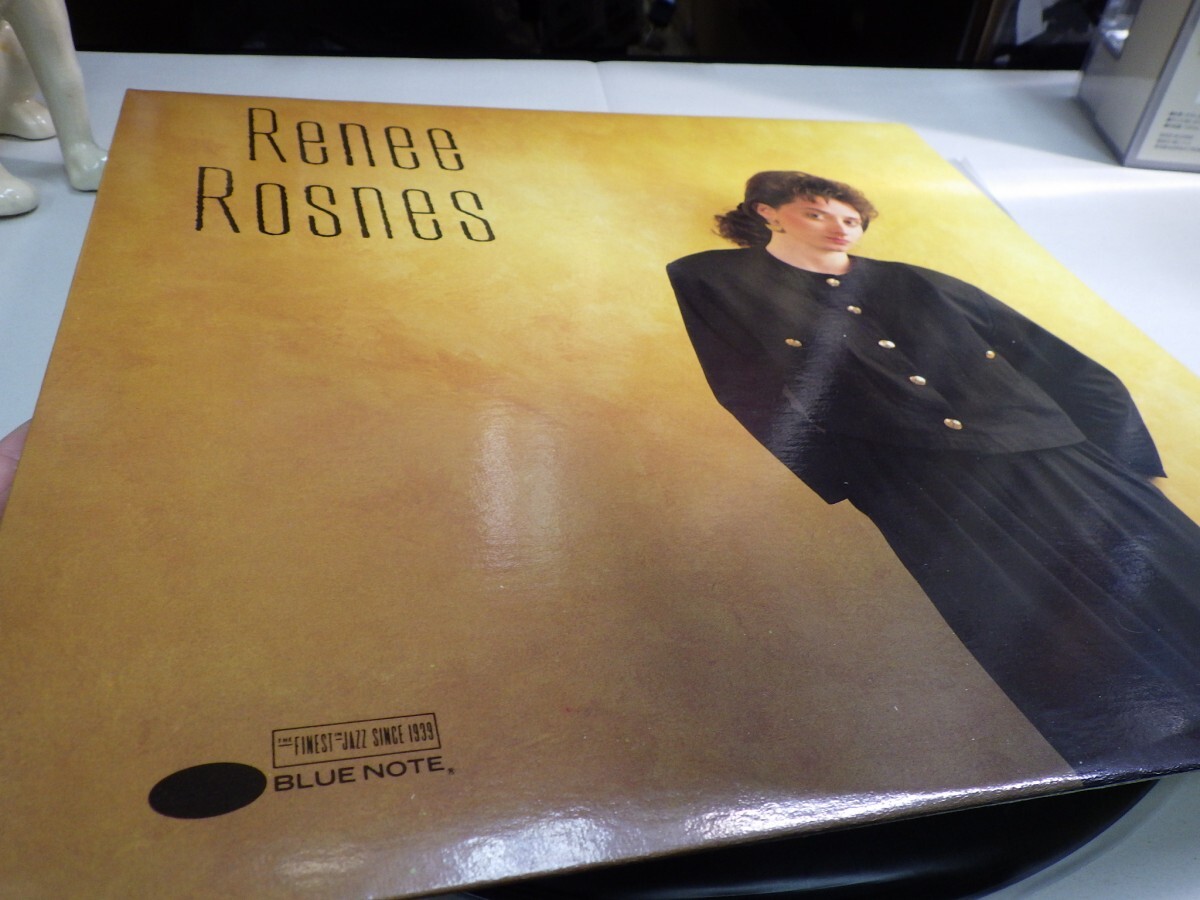 Renee
Rosnes
THE FINEST IN JAZZ SINCE 1939
BLUE NOTE®